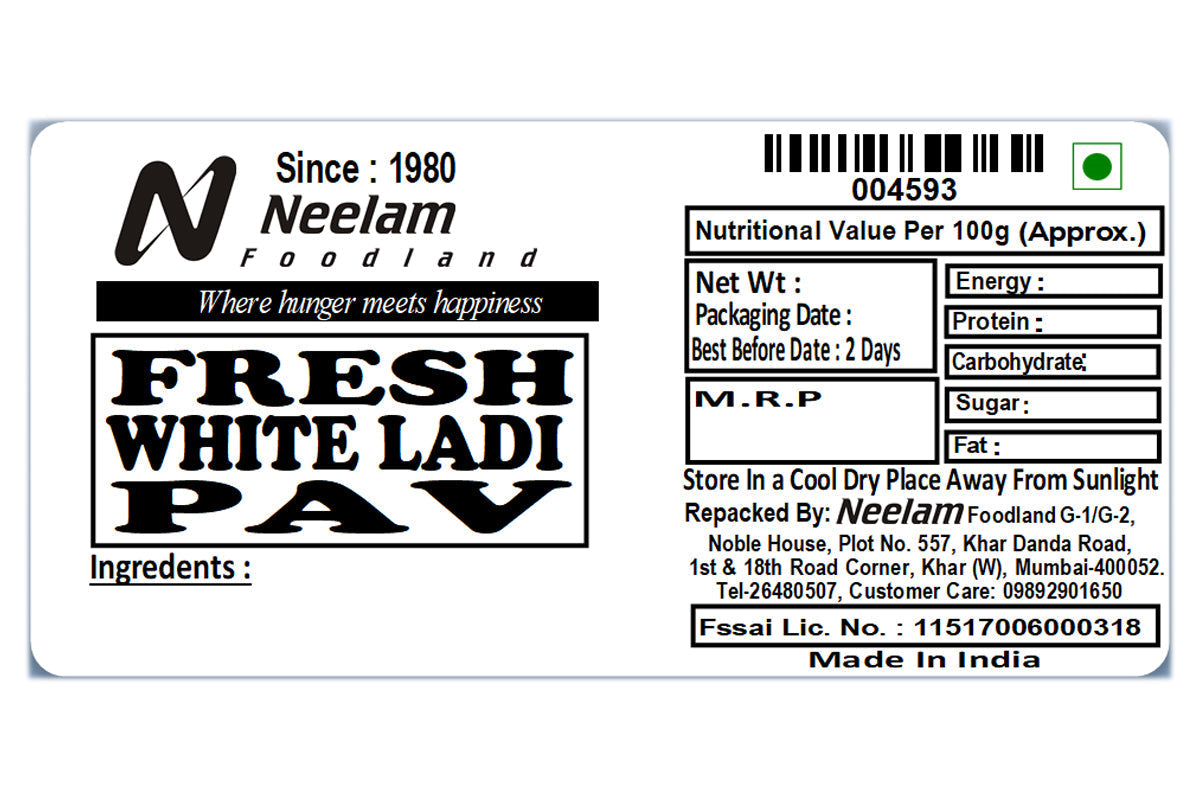 Since : 1980
Neelam
Foodland
Where hunger meets happiness
FRESH
WHITE LADI
PAV
Ingredents :
004593
Nutritional Value Per 100g (Approx.)
Net Wt :
Packaging Date :
Best Before Date : 2 Days
M.R.P
Energy :
Protein :
Carbohydrate:
Sugar :
Fat :
Store In a Cool Dry Place Away From Sunlight
Repacked By: Neelam Foodland G-1/G-2,
Noble House, Plot No. 557, Khar Danda Road,
1st & 18th Road Corner, Khar (W), Mumbai-400052.
Tel-26480507, Customer Care: 09892901650
Fssai Lic. No. : 11517006000318
Made In India